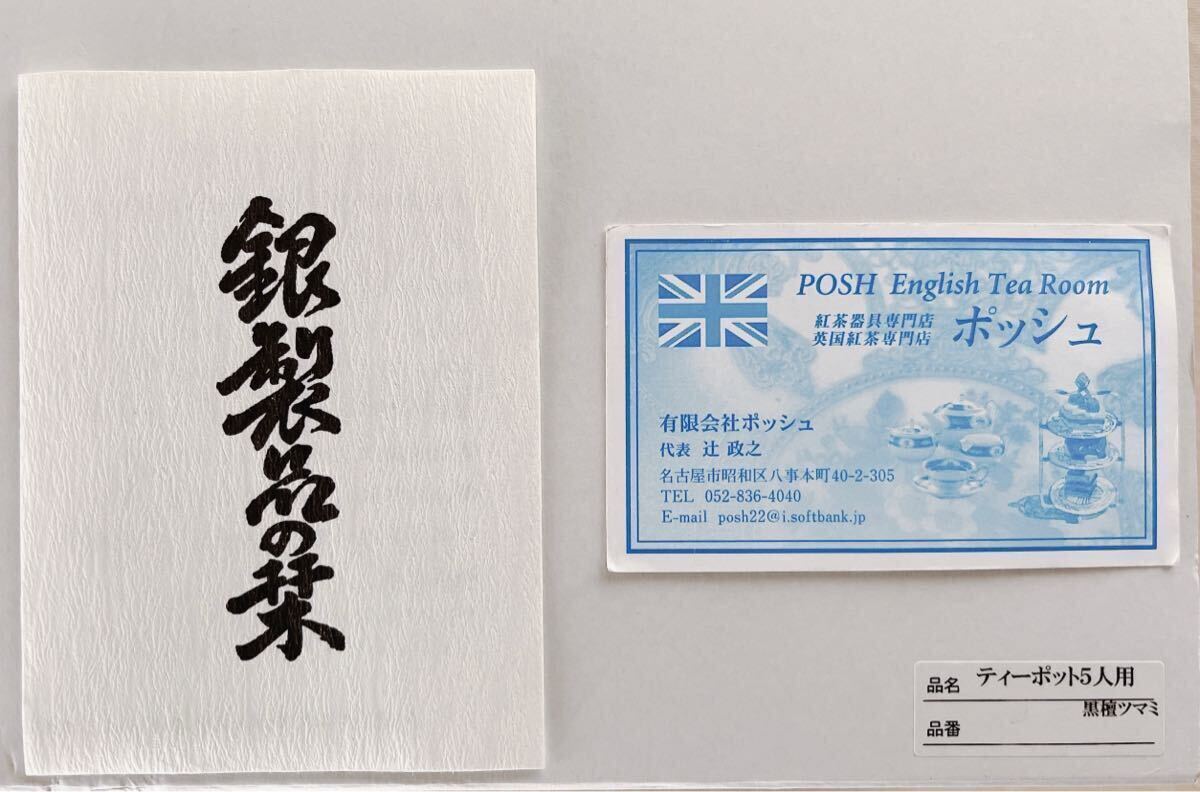 銀製品の栞
POSH English Tea Room
紅茶器具専門店
英国紅茶専門店
ポッシュ
有限会社ポッシュ
代表 辻 政之
名古屋市昭和区八事本町40-2-305
TEL 052-836-4040
E-mail posh22@i.softbank.jp
品名 ティーポット5人用
黒檀ツマミ
品番